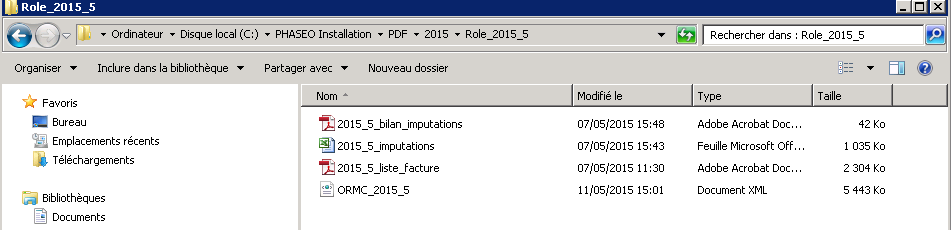 Role_2015_5
Ordinateur Disque local (C:) PHASEO Installation PDF 2015 Role_2015_5 Rechercher dans : Role_2015_5
Organiser Inclure dans la bibliothèque Partager avec Nouveau dossier
Favoris
Bureau
Emplacements récents
Téléchargements
Bibliothèques
Documents
Nom Modifié le Type Taille
2015_5_bilan_imputations 07/05/2015 15:48 Adobe Acrobat Doc... 42 Ko
2015_5_imputations 07/05/2015 15:43 Feuille Microsoft Off... 1 035 Ko
2015_5_liste_facture 07/05/2015 11:30 Adobe Acrobat Doc... 2 304 Ko
ORMC_2015_5 11/05/2015 15:01 Document XML 5 443 Ko